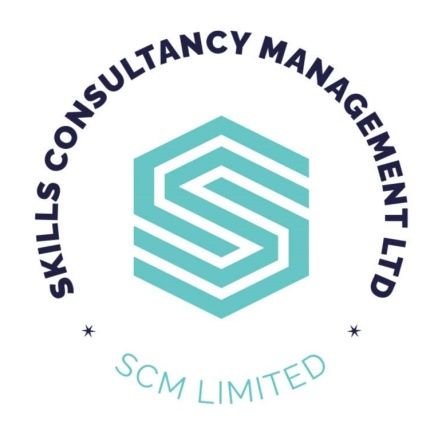 SKILLS CONSULTANCY MANAGEMENT LTD
SCM LIMITED